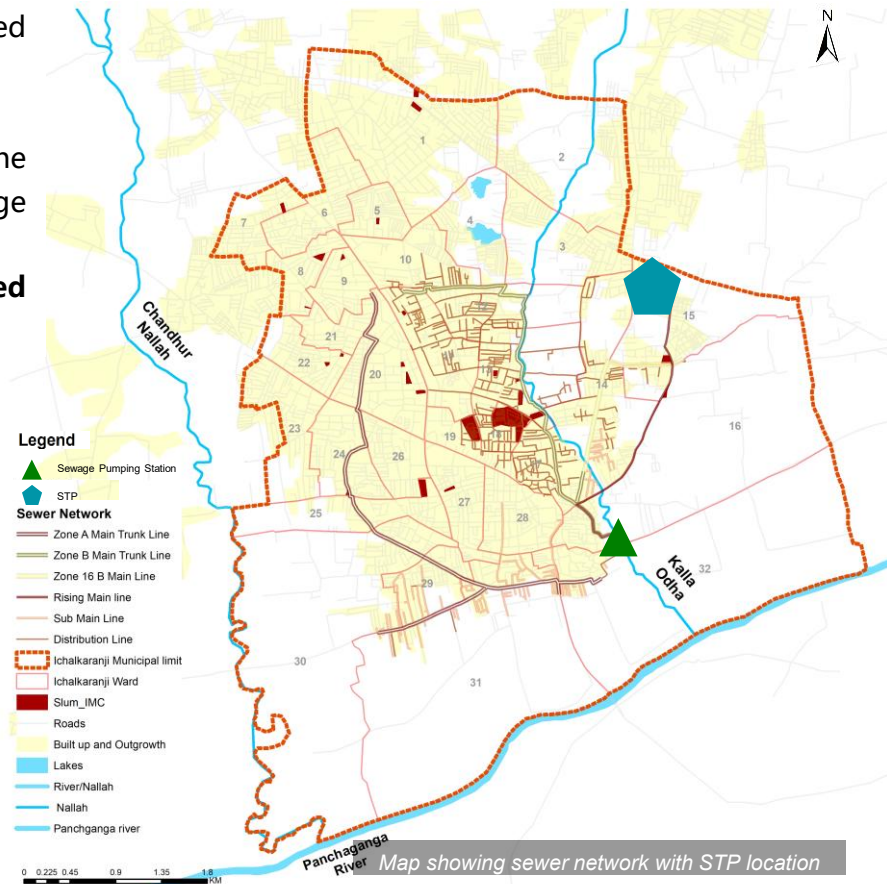 ed
N
ne
ge
ed
1
2
3
4
5
6
7
8
9
10
11
12
13
14
15
16
17
19
20
21
22
23
24
25
26
27
28
29
30
31
32
Chandhur
Nallah
Kalla
Odha
Panchaganga
River
Legend
Sewage Pumping Station
STP
Sewer Network
Zone A Main Trunk Line
Zone B Main Trunk Line
Zone 16 B Main Line
Rising Main line
Sub Main Line
Distribution Line
Ichalkaranji Municipal limit
Ichalkaranji Ward
Slum_IMC
Roads
Built up and Outgrowth
Lakes
River/Nallah
Nallah
Panchganga river
0 0.225 0.45 0.9 1.35 1.8
KM
Map showing sewer network with STP location